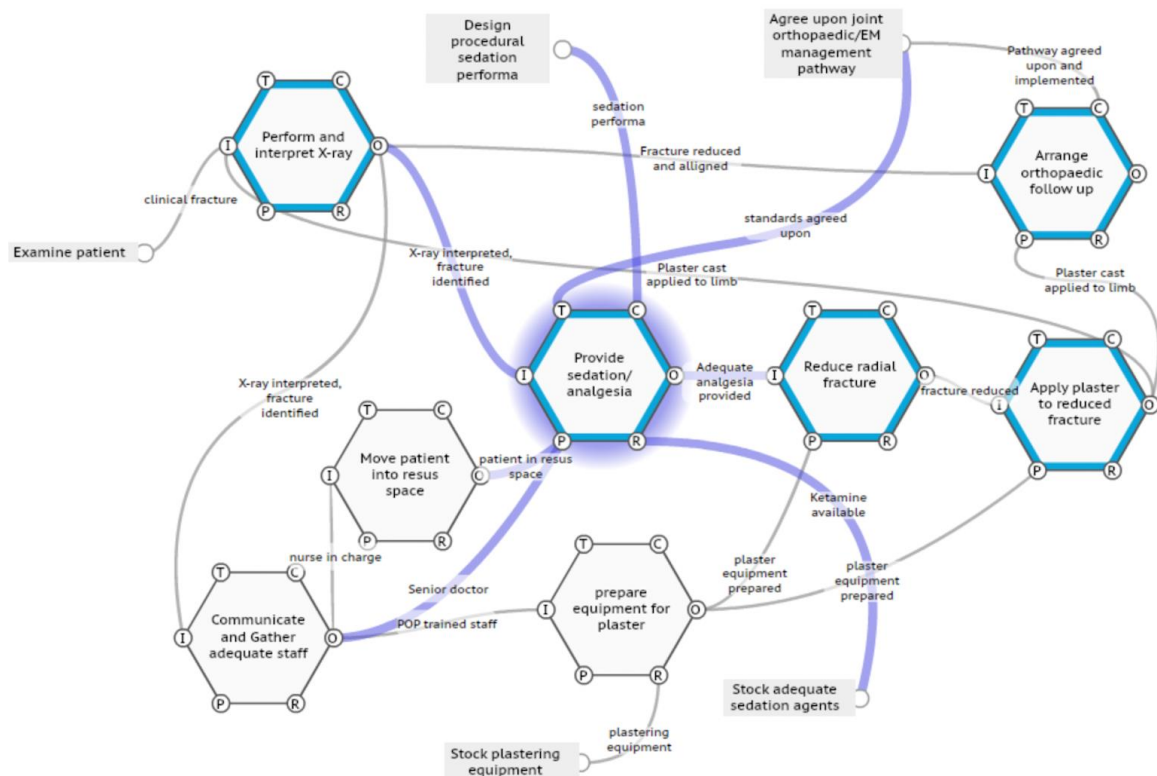 Design
procedural
sedation
performa
Agree upon joint
orthopaedic/EM
management
pathway
Pathway agreed
upon and
implemented
T
C
Perform and
interpret X-ray
I
O
P
R
sedation
performa
Fracture reduced
and alligned
T
C
Arrange
orthopaedic
follow up
I
O
P
R
clinical fracture
Examine patient
standards agreed
upon
X-ray interpreted,
fracture
identified
Plaster cast
applied to limb
Plaster cast
applied to limb
T
C
Provide
sedation/
analgesia
I
O
P
R
Adequate
analgesia
provided
T
C
Reduce radial
fracture
I
O
P
R
fracture reduced
T
C
Apply plaster
to reduced
fracture
I
O
P
R
X-ray interpreted,
fracture
identified
T
C
Move patient
into resus
space
I
O
P
R
patient in resus
space
Ketamine
available
nurse in charge
T
C
Communicate
and Gather
adequate staff
I
O
P
R
Senior doctor
POP trained staff
T
C
prepare
equipment for
plaster
I
O
P
R
plaster
equipment
prepared
plaster
equipment
prepared
Stock adequate
sedation agents
plastering
equipment
Stock plastering
equipment